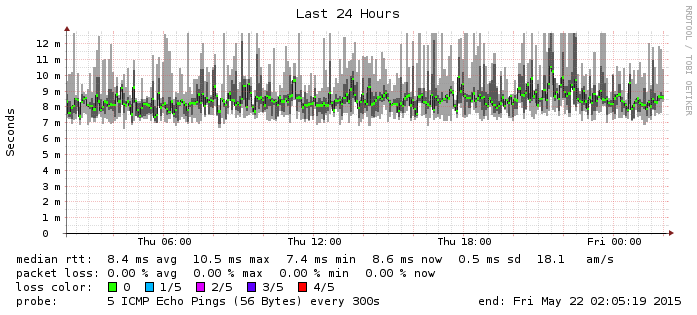 Last 24 Hours
RRDTOOL / TOBI OETIKER
Seconds
12 m
11 m
10 m
9 m
8 m
7 m
6 m
5 m
4 m
3 m
2 m
1 m
0
Thu 06:00 Thu 12:00 Thu 18:00 Fri 00:00
median rtt: 8.4 ms avg 10.5 ms max 7.4 ms min 8.6 ms now 0.5 ms sd 18.1 am/s
packet loss: 0.00 % avg 0.00 % max 0.00 % min 0.00 % now
loss color: 0 1/5 2/5 3/5 4/5
probe: 5 ICMP Echo Pings (56 Bytes) every 300s end: Fri May 22 02:05:19 2015